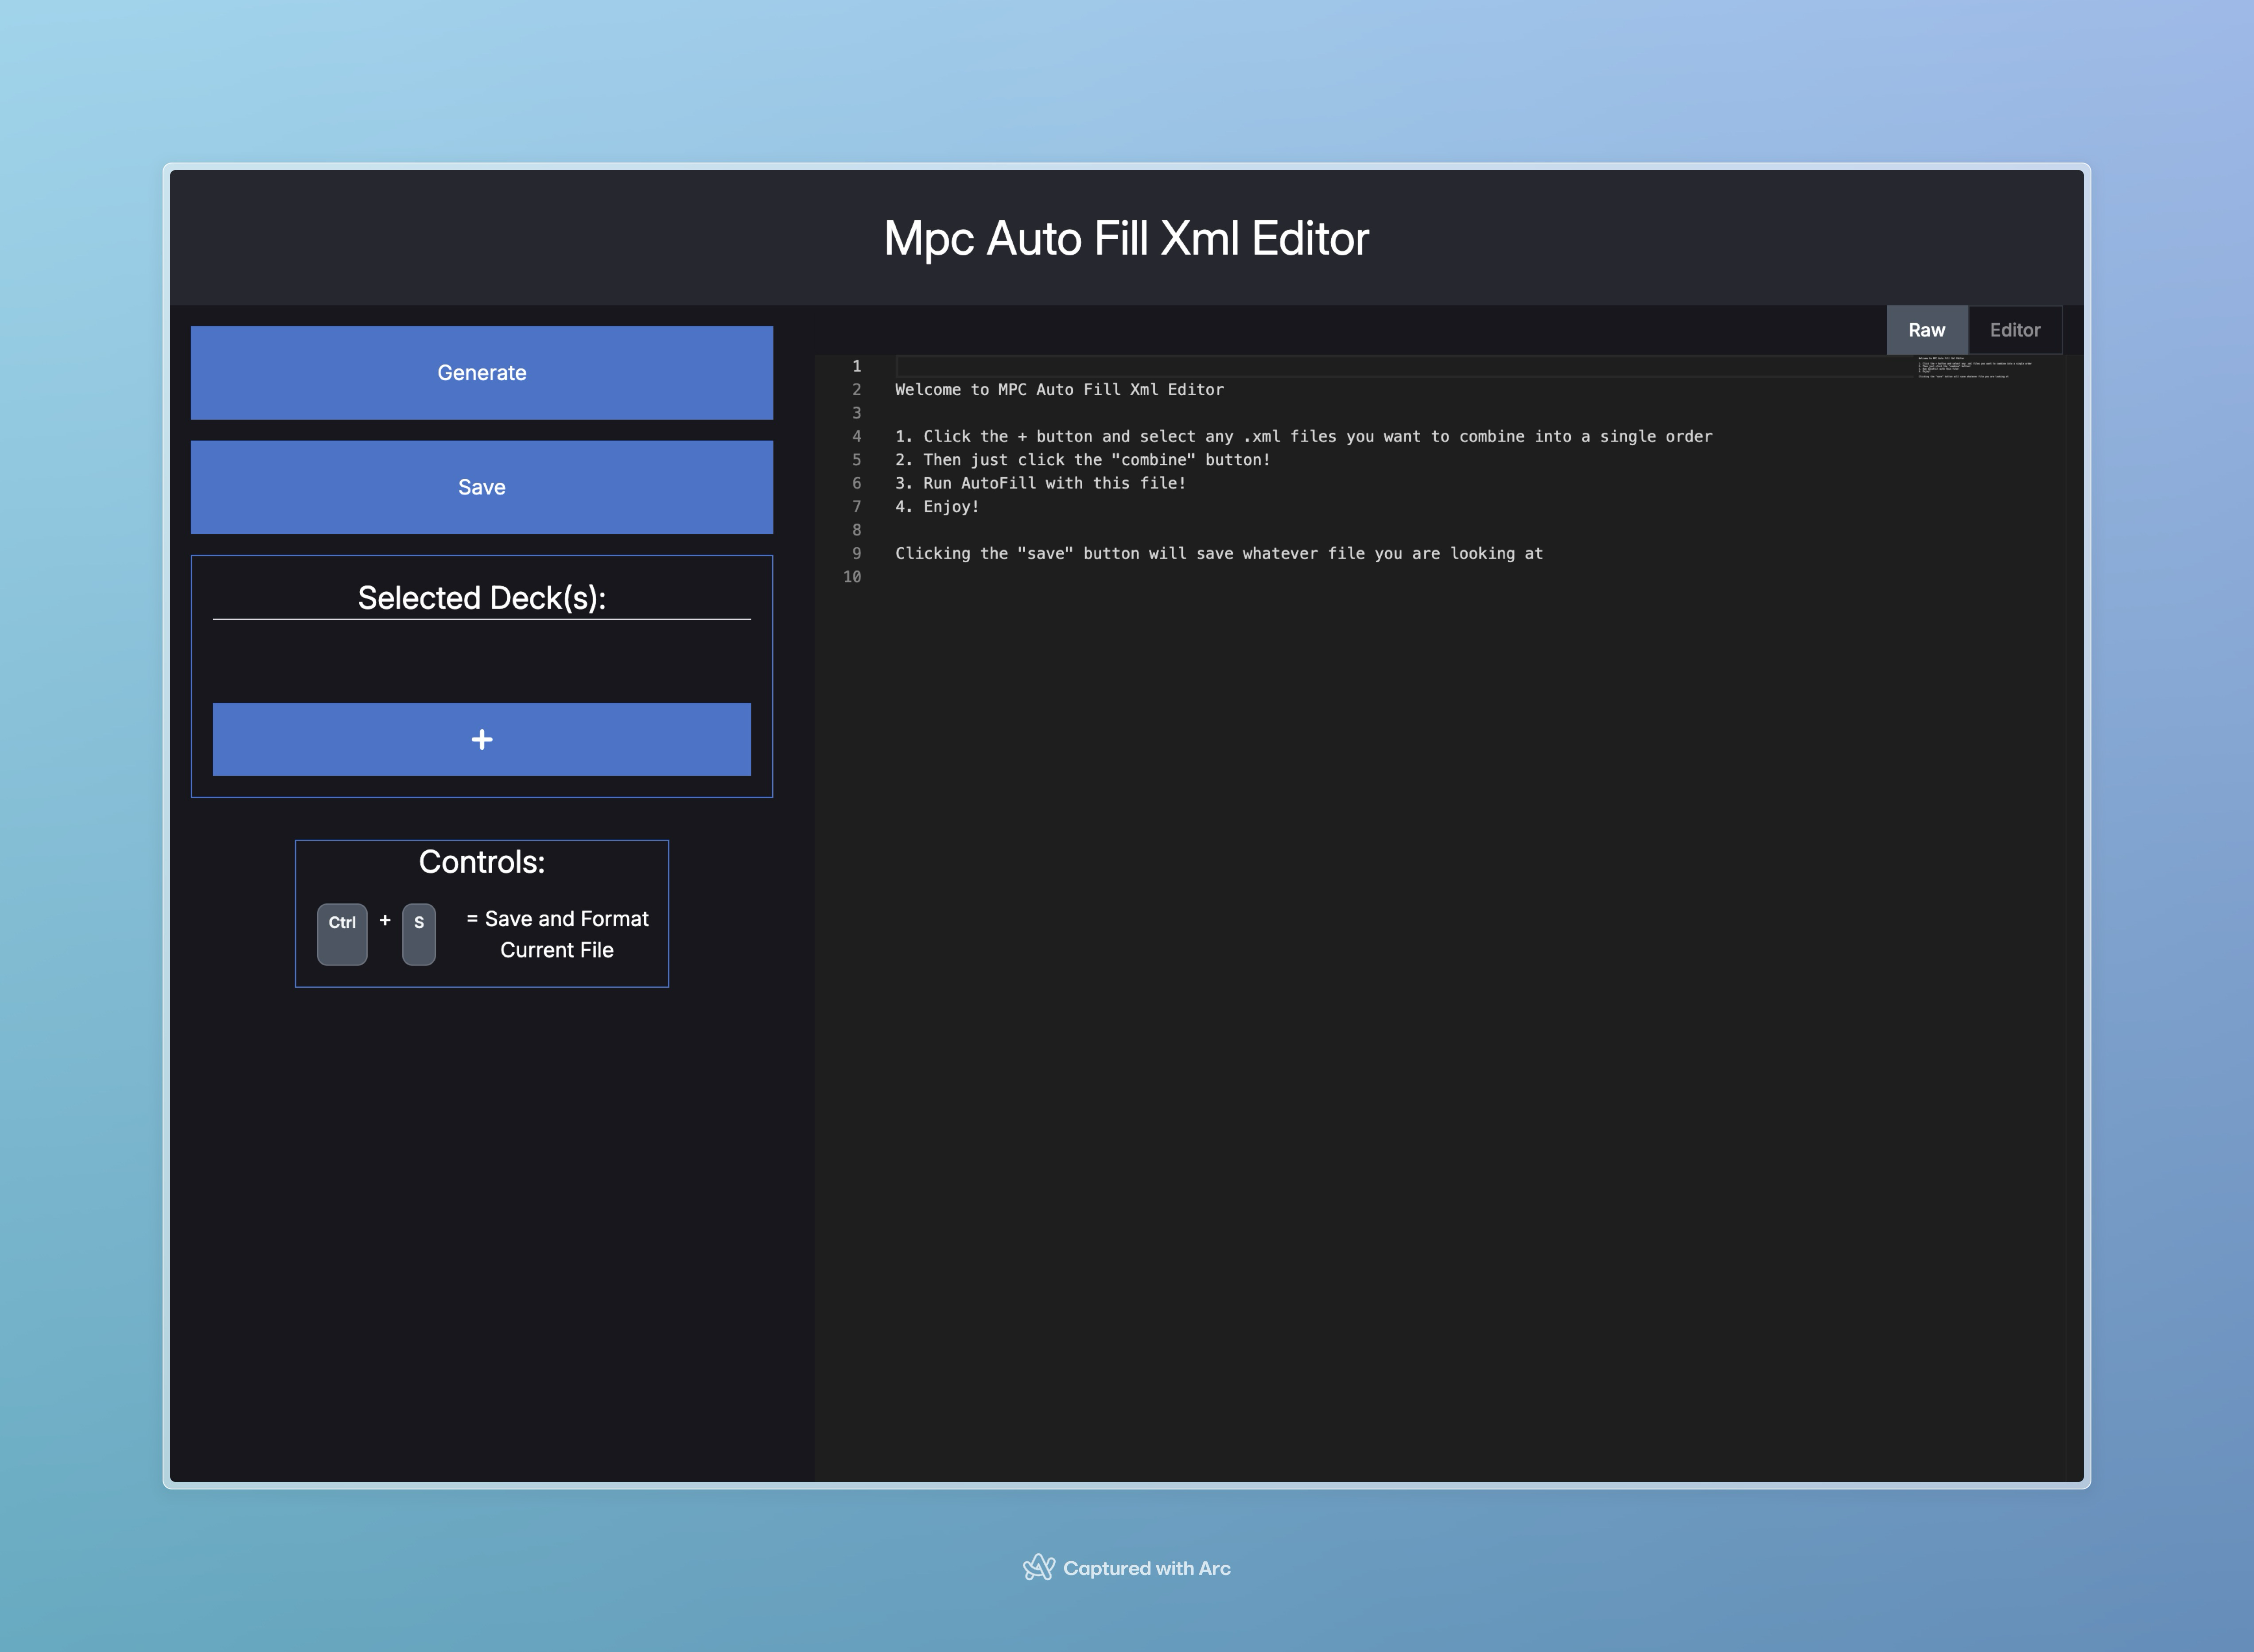 Mpc Auto Fill Xml Editor
Raw
Editor
Generate
Save
Selected Deck(s):
+
Controls:
Ctrl + S = Save and Format
Current File
1
2 Welcome to MPC Auto Fill Xml Editor
3
4 1. Click the + button and select any .xml files you want to combine into a single order
5 2. Then just click the "combine" button!
6 3. Run AutoFill with this file!
7 4. Enjoy!
8
9 Clicking the "save" button will save whatever file you are looking at
10
Captured with Arc